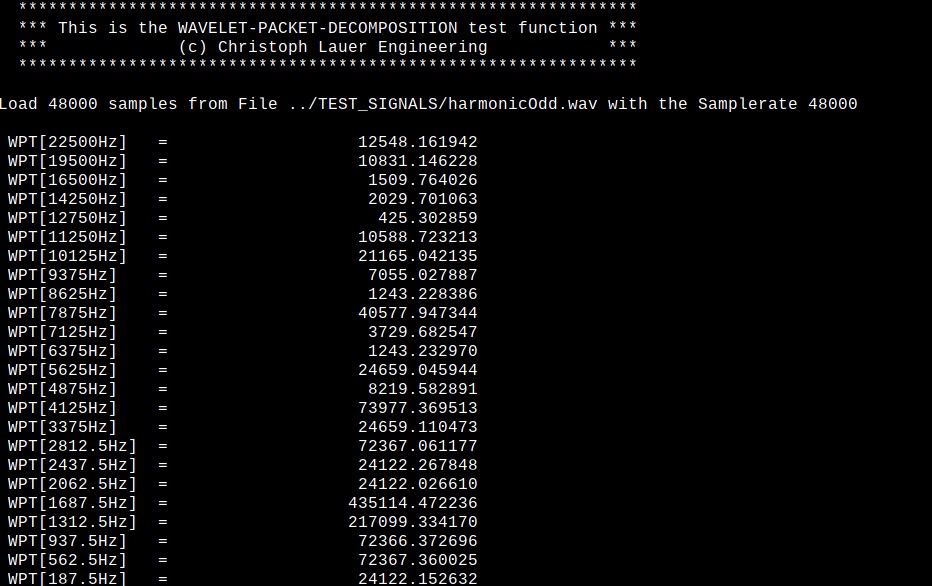 **************************************************************
*** This is the WAVELET-PACKET-DECOMPOSITION test function ***
*** (c) Christoph Lauer Engineering ***
**************************************************************
Load 48000 samples from File ../TEST_SIGNALS/harmonicOdd.wav with the Samplerate 48000
WPT[22500Hz] = 12548.161942
WPT[19500Hz] = 10831.146228
WPT[16500Hz] = 1509.764026
WPT[14250Hz] = 2029.701063
WPT[12750Hz] = 425.302859
WPT[11250Hz] = 10588.723213
WPT[10125Hz] = 21165.042135
WPT[9375Hz] = 7055.027887
WPT[8625Hz] = 1243.228386
WPT[7875Hz] = 40577.947344
WPT[7125Hz] = 3729.682547
WPT[6375Hz] = 1243.232970
WPT[5625Hz] = 24659.045944
WPT[4875Hz] = 8219.582891
WPT[4125Hz] = 73977.369513
WPT[3375Hz] = 24659.110473
WPT[2812.5Hz] = 72367.061177
WPT[2437.5Hz] = 24122.267848
WPT[2062.5Hz] = 24122.026610
WPT[1687.5Hz] = 435114.472236
WPT[1312.5Hz] = 217099.334170
WPT[937.5Hz] = 72366.372696
WPT[562.5Hz] = 72367.360025
WPT[187.5Hz] = 24122.152632